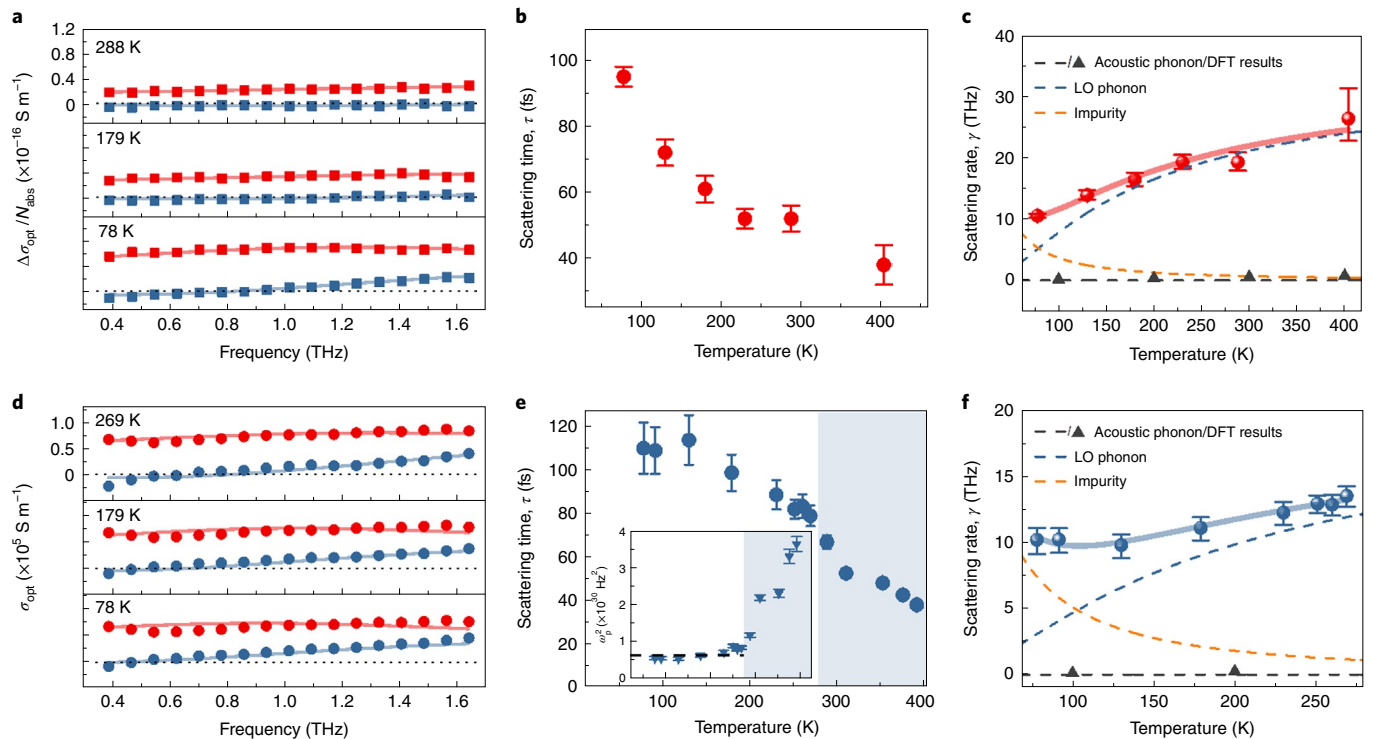 a
1.2
0.8
0.4
0
288 K
179 K
78 K
Δσopt /Nabs (×10−16 S m−1)
0.4 0.6 0.8 1.0 1.2 1.4 1.6
Frequency (THz)
b
100
80
60
40
Scattering time, τ (fs)
100 200 300 400
Temperature (K)
c
40
30
20
10
0
Scattering rate, γ (THz)
/▲ Acoustic phonon/DFT results
LO phonon
Impurity
100 150 200 250 300 350 400
Temperature (K)
d
1.0
0.5
0
269 K
179 K
78 K
σopt (×10⁵ S m−1)
0.4 0.6 0.8 1.0 1.2 1.4 1.6
Frequency (THz)
e
120
100
80
60
40
20
0
Scattering time, τ (fs)
4
3
2
1
0
ωp² (×10³⁰ Hz²)
100 200 300 400
Temperature (K)
f
20
15
10
5
0
Scattering rate, γ (THz)
/▲ Acoustic phonon/DFT results
LO phonon
Impurity
100 150 200 250
Temperature (K)